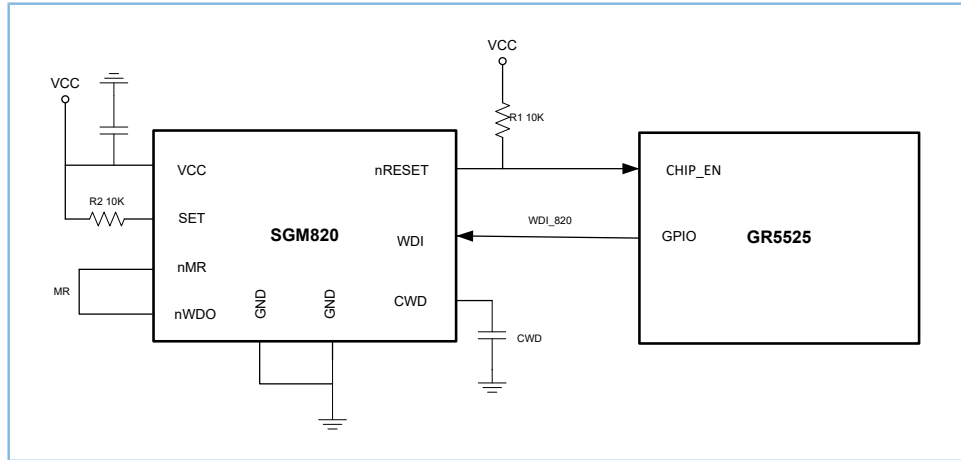 VCC
VCC
R1 10K
VCC
nRESET
CHIP_EN
R2 10K
SET
SGM820
WDI
WDI_820
GPIO
GR5525
nMR
MR
nWDO
GND
GND
CWD
CWD